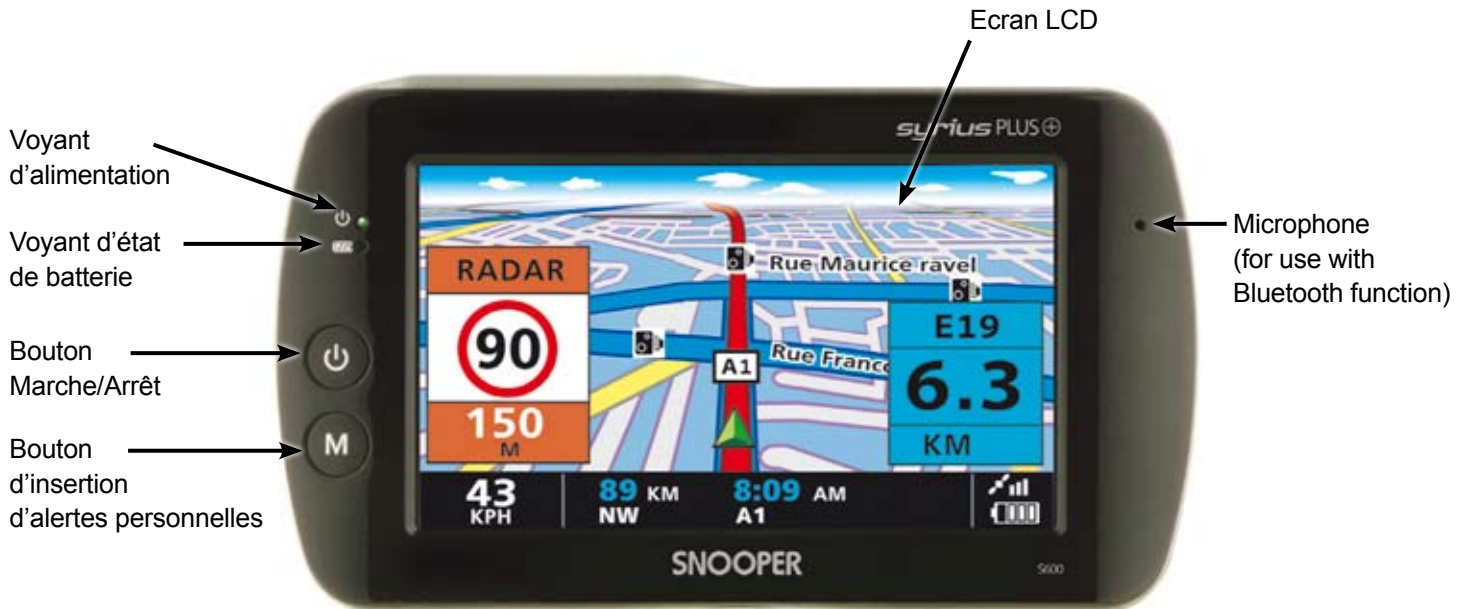 Ecran LCD
Voyant
d'alimentation
Voyant d'état
de batterie
Bouton
Marche/Arrêt
Bouton
d'insertion
d'alertes personnelles
Microphone
(for use with
Bluetooth function)
syrius PLUS
RADAR
90
150
M
Rue Maurice ravel
Rue Franc
A1
E19
6.3
KM
M
43
KPH
89 KM
NW
8:09 AM
A1
SNOOPER
S600